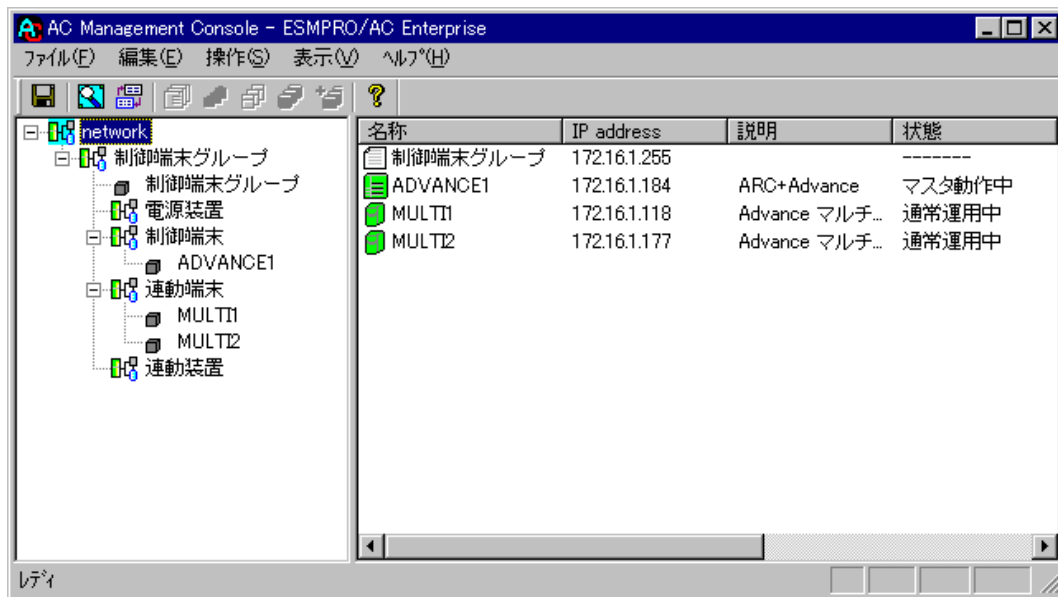 AC Management Console - ESMPRO/AC Enterprise
ファイル(F) 編集(E) 操作(S) 表示(V) ヘルプ(H)
network
制御端末グループ
制御端末グループ
電源装置
制御端末
ADVANCE1
連動端末
MULTI1
MULTI2
連動装置
名称 IP address 説明 状態
制御端末グループ 172.16.1.255 -------
ADVANCE1 172.16.1.184 ARC+Advance マスタ動作中
MULTI1 172.16.1.118 Advance マルチ... 通常運用中
MULTI2 172.16.1.177 Advance マルチ... 通常運用中
レディ